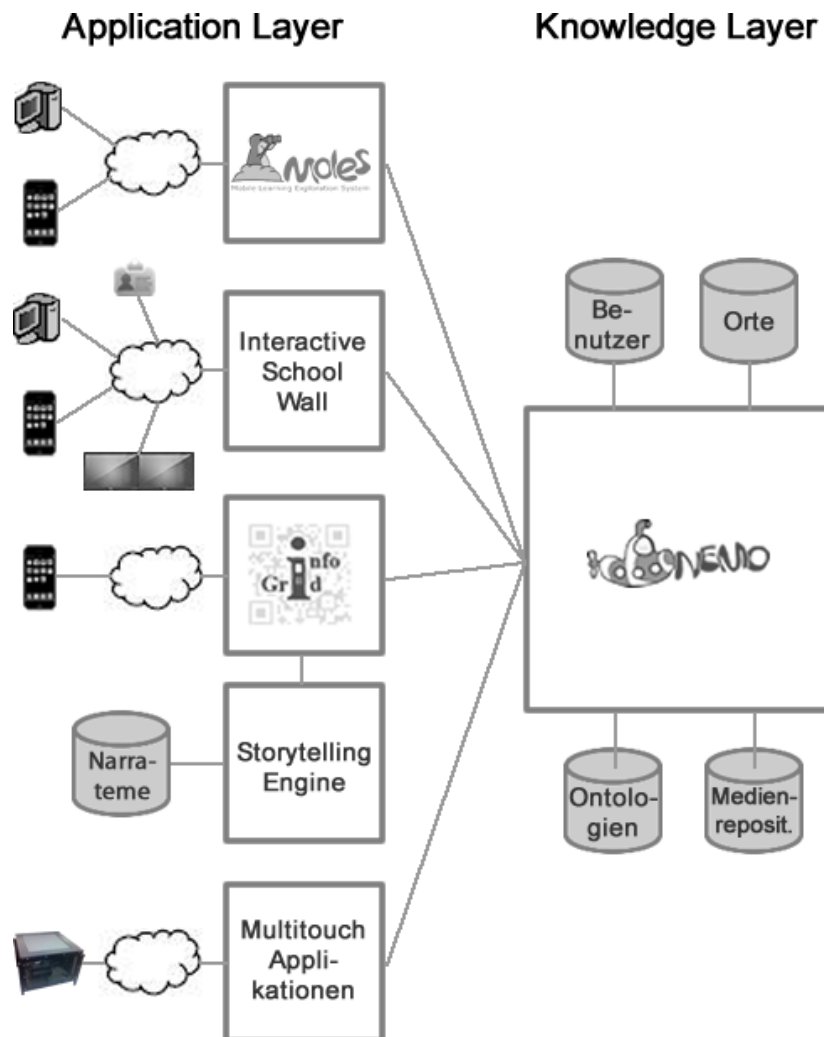 Application Layer
Knowledge Layer
Moles
Mobile Learning Exploration System
Be-
nutzer
Orte
Interactive
School
Wall
Info
Grid
NEMO
Narra-
teme
Storytelling
Engine
Ontolo-
gien
Medien-
reposit.
Multitouch
Appli-
kationen